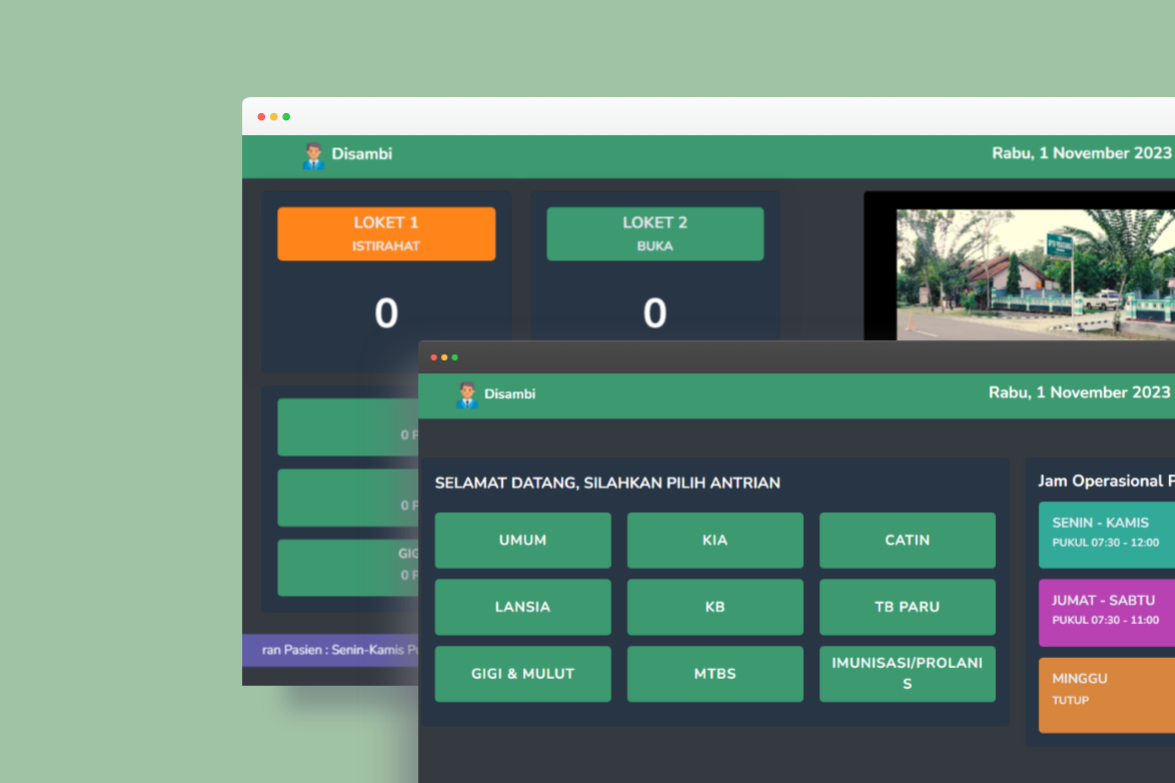 Disambi
Rabu, 1 November 2023
LOKET 1
ISTIRAHAT
0
LOKET 2
BUKA
0
0 P
0 P
GIG
0 P
ran Pasien : Senin-Kamis Pu
Disambi
Rabu, 1 November 2023
SELAMAT DATANG, SILAHKAN PILIH ANTRIAN
UMUM
KIA
CATIN
LANSIA
KB
TB PARU
GIGI & MULUT
MTBS
IMUNISASI/PROLANI
S
Jam Operasional P
SENIN - KAMIS
PUKUL 07:30 - 12:00
JUMAT - SABTU
PUKUL 07:30 - 11:00
MINGGU
TUTUP